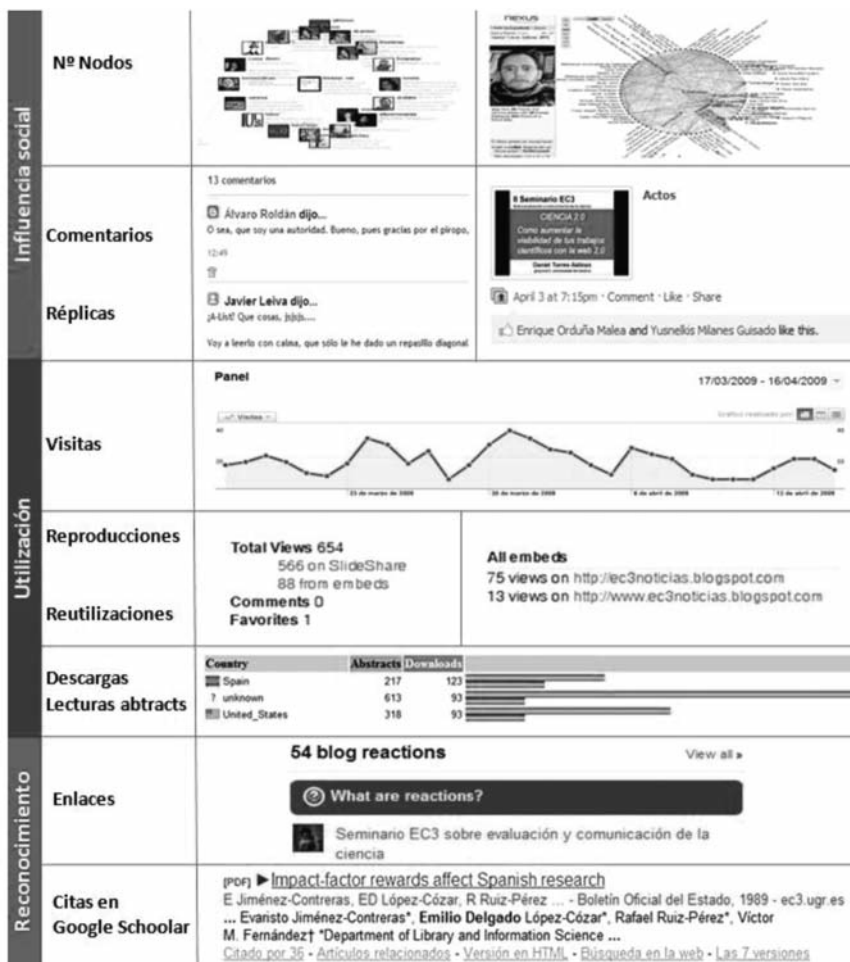 Influencia social
Nº Nodos
nexus
Comentarios
Réplicas
13 comentarios
Álvaro Roldán dijo...
O sea, que soy una autoridad. Bueno, pues gracias por el piropo,
12:49
Javier Leiva dijo...
¡A-List! Que cosas, jsjsjs....
Voy a leerlo con calma, que sólo le he dado un repasillo diagonal
II Seminario EC3
CIENCIA 2.0
Como aumentar la
visibilidad de tus trabajos
científicos con la web 2.0
Daniel Torres-Salinas
Actos
April 3 at 7:15pm · Comment · Like · Share
Enrique Orduña Malea and Yusnelkis Milanes Guisado like this.
Utilización
Visitas
Panel
17/03/2009 - 16/04/2009
Visitas
Gráfico realizado por:
40
40
20
20
23 de marzo de 2009
30 de marzo de 2009
6 de abril de 2009
13 de abril de 2009
Reproducciones
Reutilizaciones
Total Views 654
566 on SlideShare
88 from embeds
Comments 0
Favorites 1
All embeds
75 views on http://ec3noticias.blogspot.com
13 views on http://www.ec3noticias.blogspot.com
Descargas
Lecturas abtracts
Country Abstracts Downloads
Spain 217 123
? unknown 613 93
United_States 318 93
Reconocimiento
Enlaces
54 blog reactions
View all »
? What are reactions?
Seminario EC3 sobre evaluación y comunicación de la
ciencia
Citas en
Google Schoolar
[PDF] ►Impact-factor rewards affect Spanish research
E Jiménez-Contreras, ED López-Cózar, R Ruiz-Pérez ... - Boletín Oficial del Estado, 1989 - ec3.ugr.es
... Evaristo Jiménez-Contreras*, Emilio Delgado López-Cózar*, Rafael Ruiz-Pérez*, Víctor
M. Fernández† *Department of Library and Information Science ...
Citado por 36 - Artículos relacionados - Versión en HTML - Búsqueda en la web - Las 7 versiones